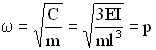 ω = √(C/m) = √(3EI/ml³) = p